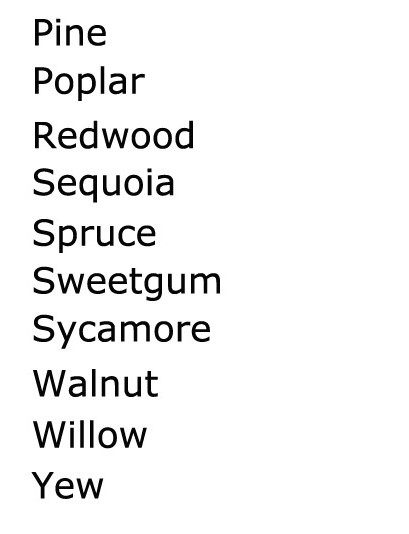 Pine
Poplar
Redwood
Sequoia
Spruce
Sweetgum
Sycamore
Walnut
Willow
Yew